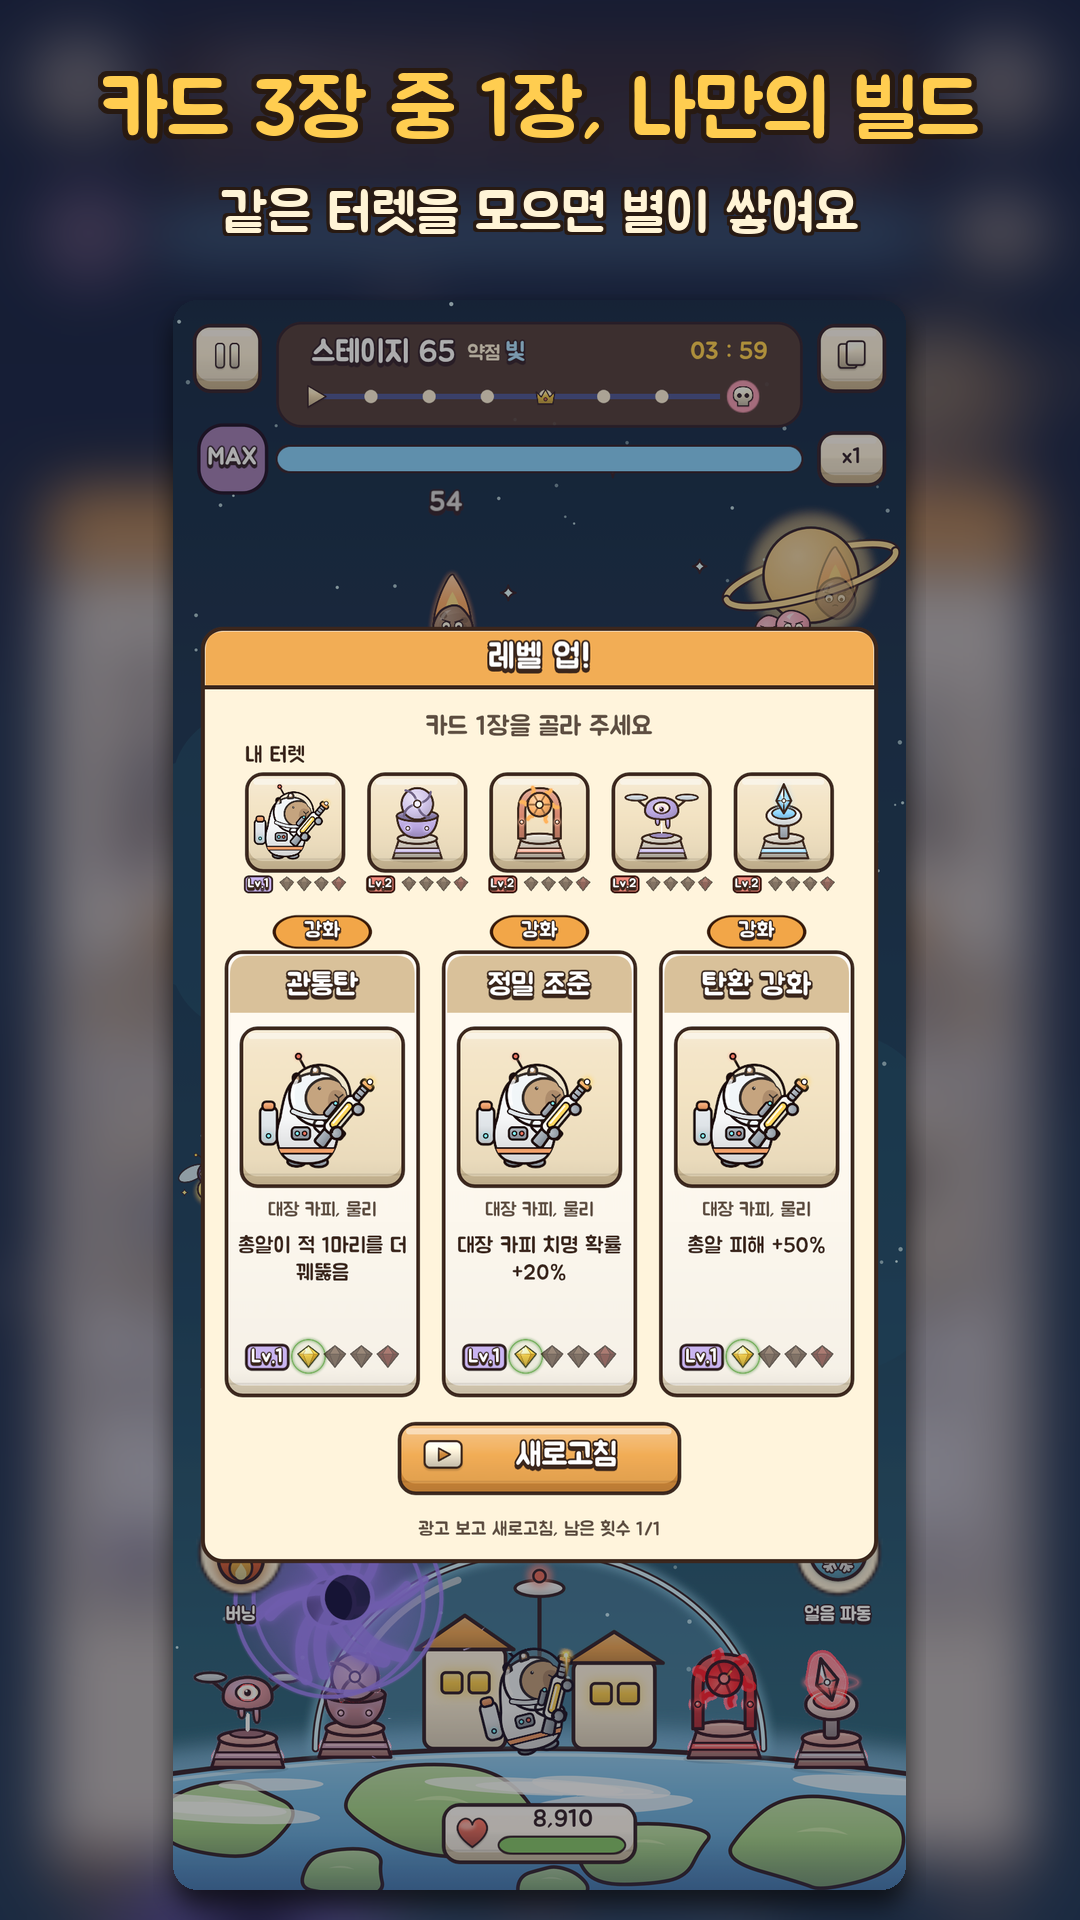 카드 3장 중 1장, 나만의 빌드
같은 터렛을 모으면 별이 쌓여요
스테이지 65 약점 빛 03 : 59
MAX x1
54
레벨 업!
카드 1장을 골라 주세요
내 터렛
Lv.1 Lv.2 Lv.2 Lv.2 Lv.2
강화 강화 강화
관통탄 정밀 조준 탄환 강화
대장 카피, 물리 대장 카피, 물리 대장 카피, 물리
총알이 적 1마리를 더
꿰뚫음
대장 카피 치명 확률
+20%
총알 피해 +50%
Lv.1 Lv.1 Lv.1
새로고침
광고 보고 새로고침, 남은 횟수 1/1
버닝 얼음 파동
8,910